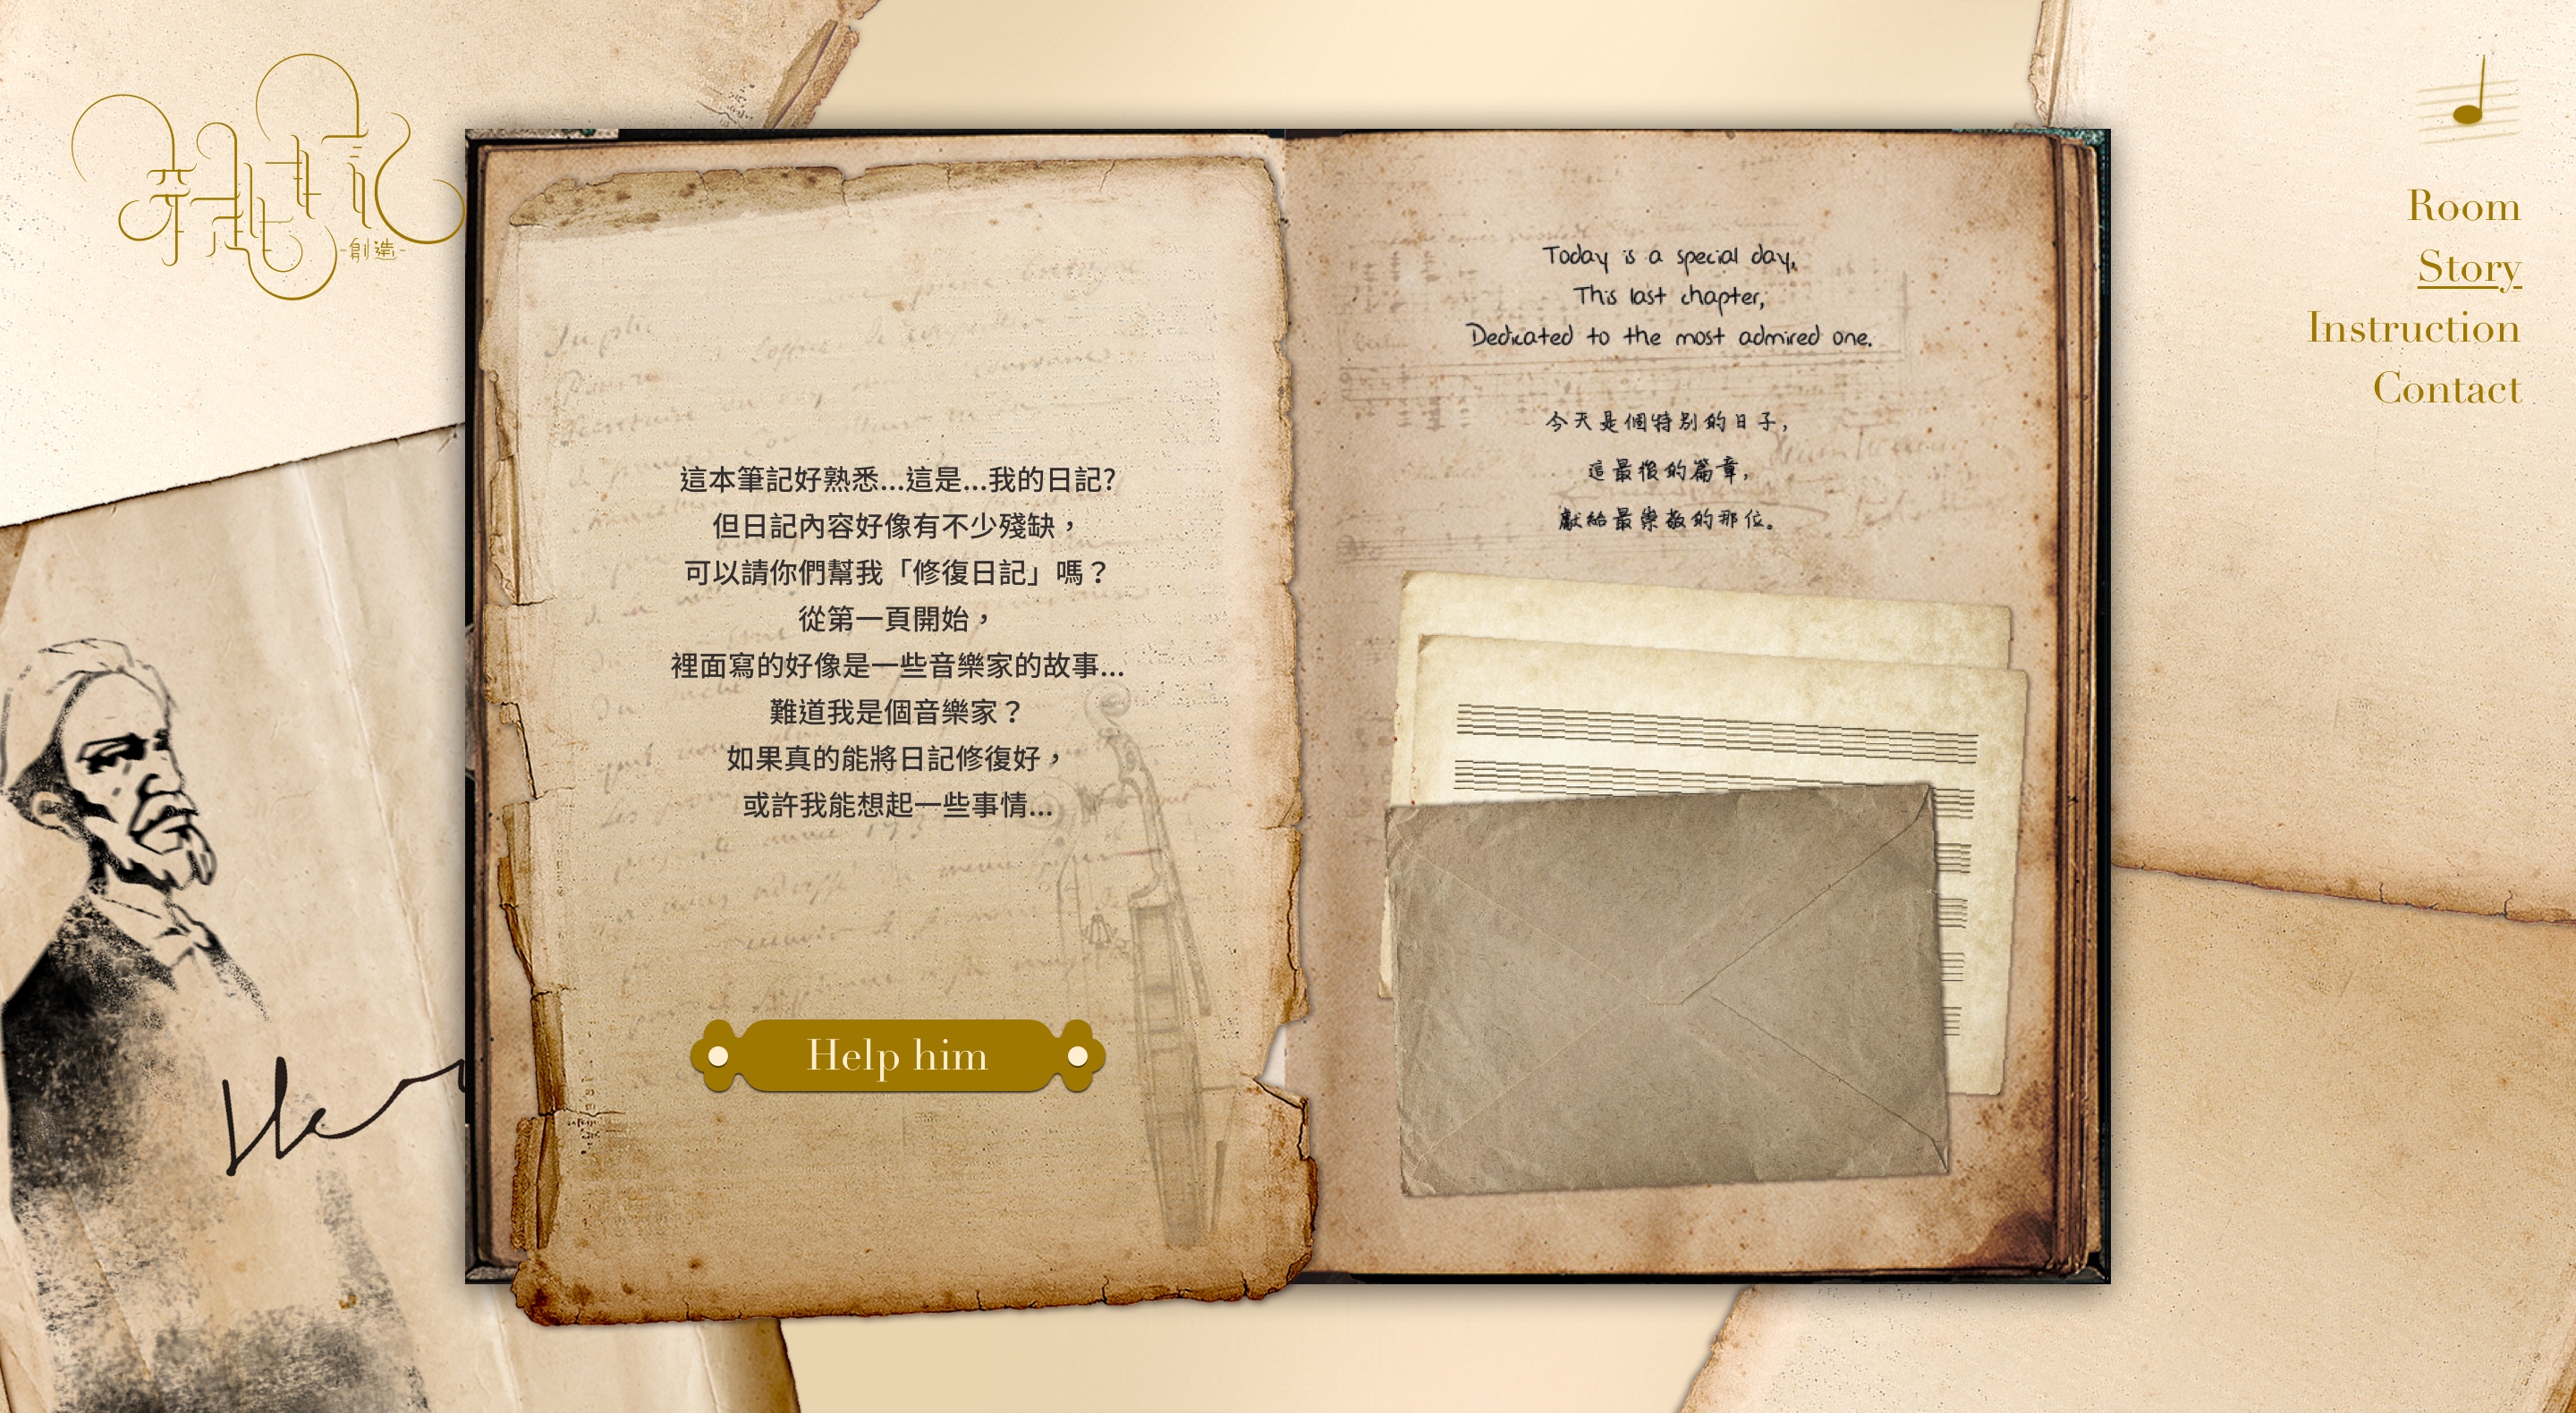 穿越日記
-創造-
Room
Story
Instruction
Contact
這本筆記好熟悉...這是...我的日記?
但日記內容好像有不少殘缺，
可以請你們幫我「修復日記」嗎？
從第一頁開始，
裡面寫的好像是一些音樂家的故事...
難道我是個音樂家？
如果真的能將日記修復好，
或許我能想起一些事情...
Help him
Today is a special day,
This last chapter,
Dedicated to the most admired one.
今天是個特別的日子，
這最後的篇章，
獻給最崇敬的那位。